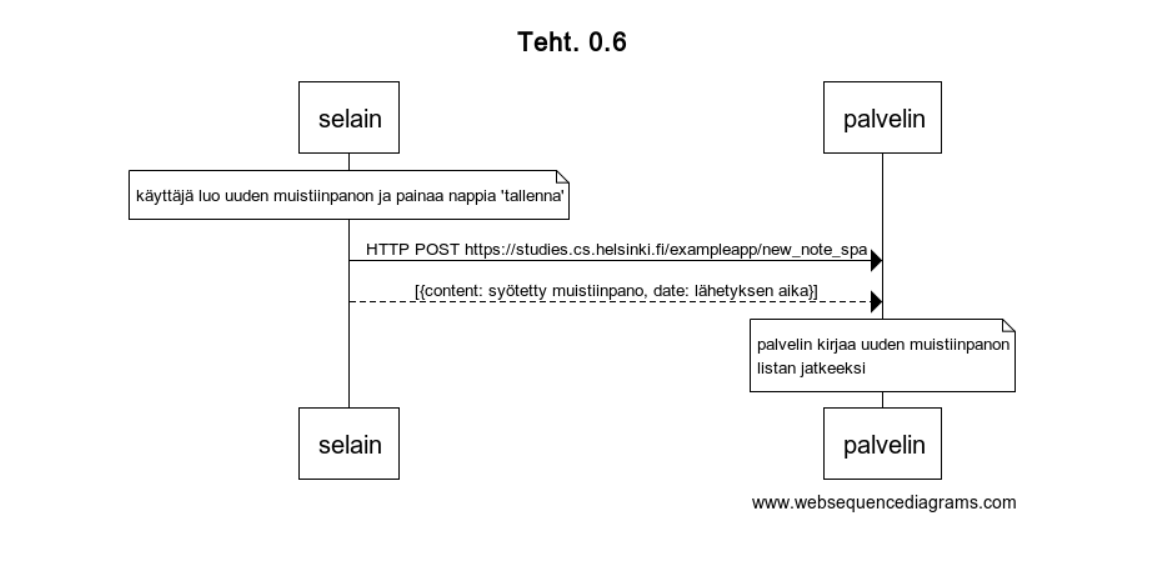 Teht. 0.6
selain
palvelin
käyttäjä luo uuden muistiinpanon ja painaa nappia 'tallenna'
HTTP POST https://studies.cs.helsinki.fi/exampleapp/new_note_spa
[{content: syötetty muistiinpano, date: lähetyksen aika}]
palvelin kirjaa uuden muistiinpanon
listan jatkeeksi
selain
palvelin
www.websequencediagrams.com